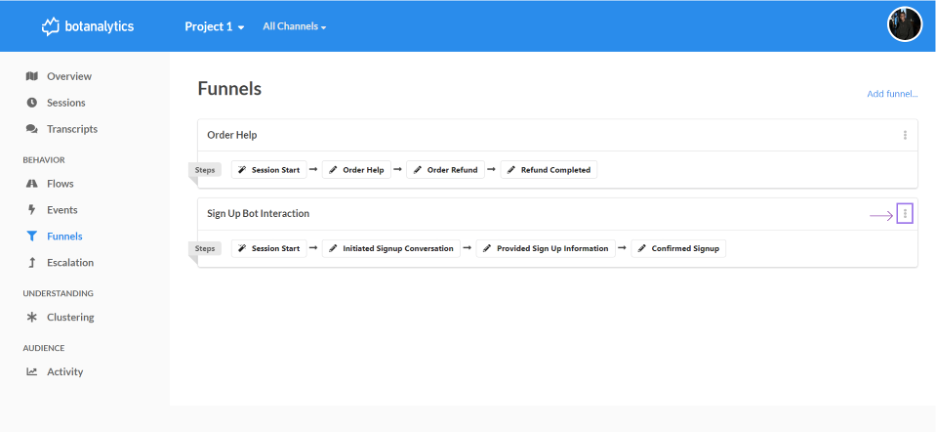 botanalytics
Project 1
All Channels
Overview
Sessions
Transcripts
BEHAVIOR
Flows
Events
Funnels
Escalation
UNDERSTANDING
Clustering
AUDIENCE
Activity
Funnels
Add funnel...
Order Help
Steps Session Start → Order Help → Order Refund → Refund Completed
Sign Up Bot Interaction
Steps Session Start → Initiated Signup Conversation → Provided Sign Up Information → Confirmed Signup